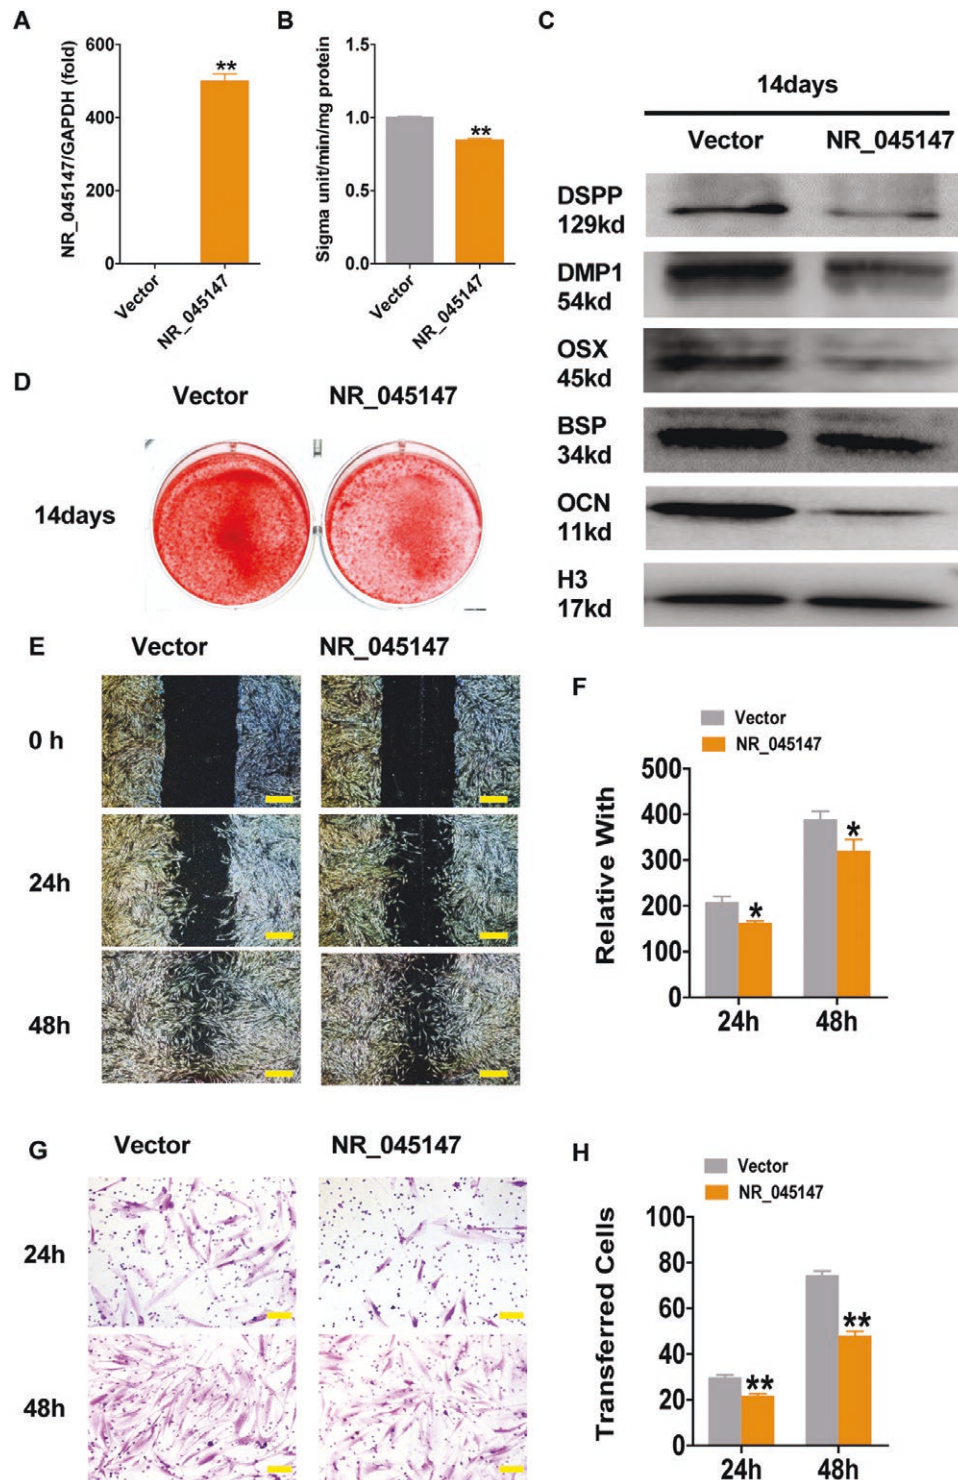 A
NR_045147/GAPDH (fold)
600
400
200
0
**
Vector
NR_045147
B
Sigma unit/min/mg protein
1.5
1.0
0.5
0.0
**
Vector
NR_045147
C
14days
Vector NR_045147
DSPP
129kd
DMP1
54kd
OSX
45kd
BSP
34kd
OCN
11kd
H3
17kd
D
Vector NR_045147
14days
E
Vector NR_045147
0 h
24h
48h
F
Vector
NR_045147
Relative With
500
400
300
200
100
0
*
*
24h 48h
G
Vector NR_045147
24h
48h
H
Vector
NR_045147
Transferred Cells
100
80
60
40
20
0
**
**
24h 48h